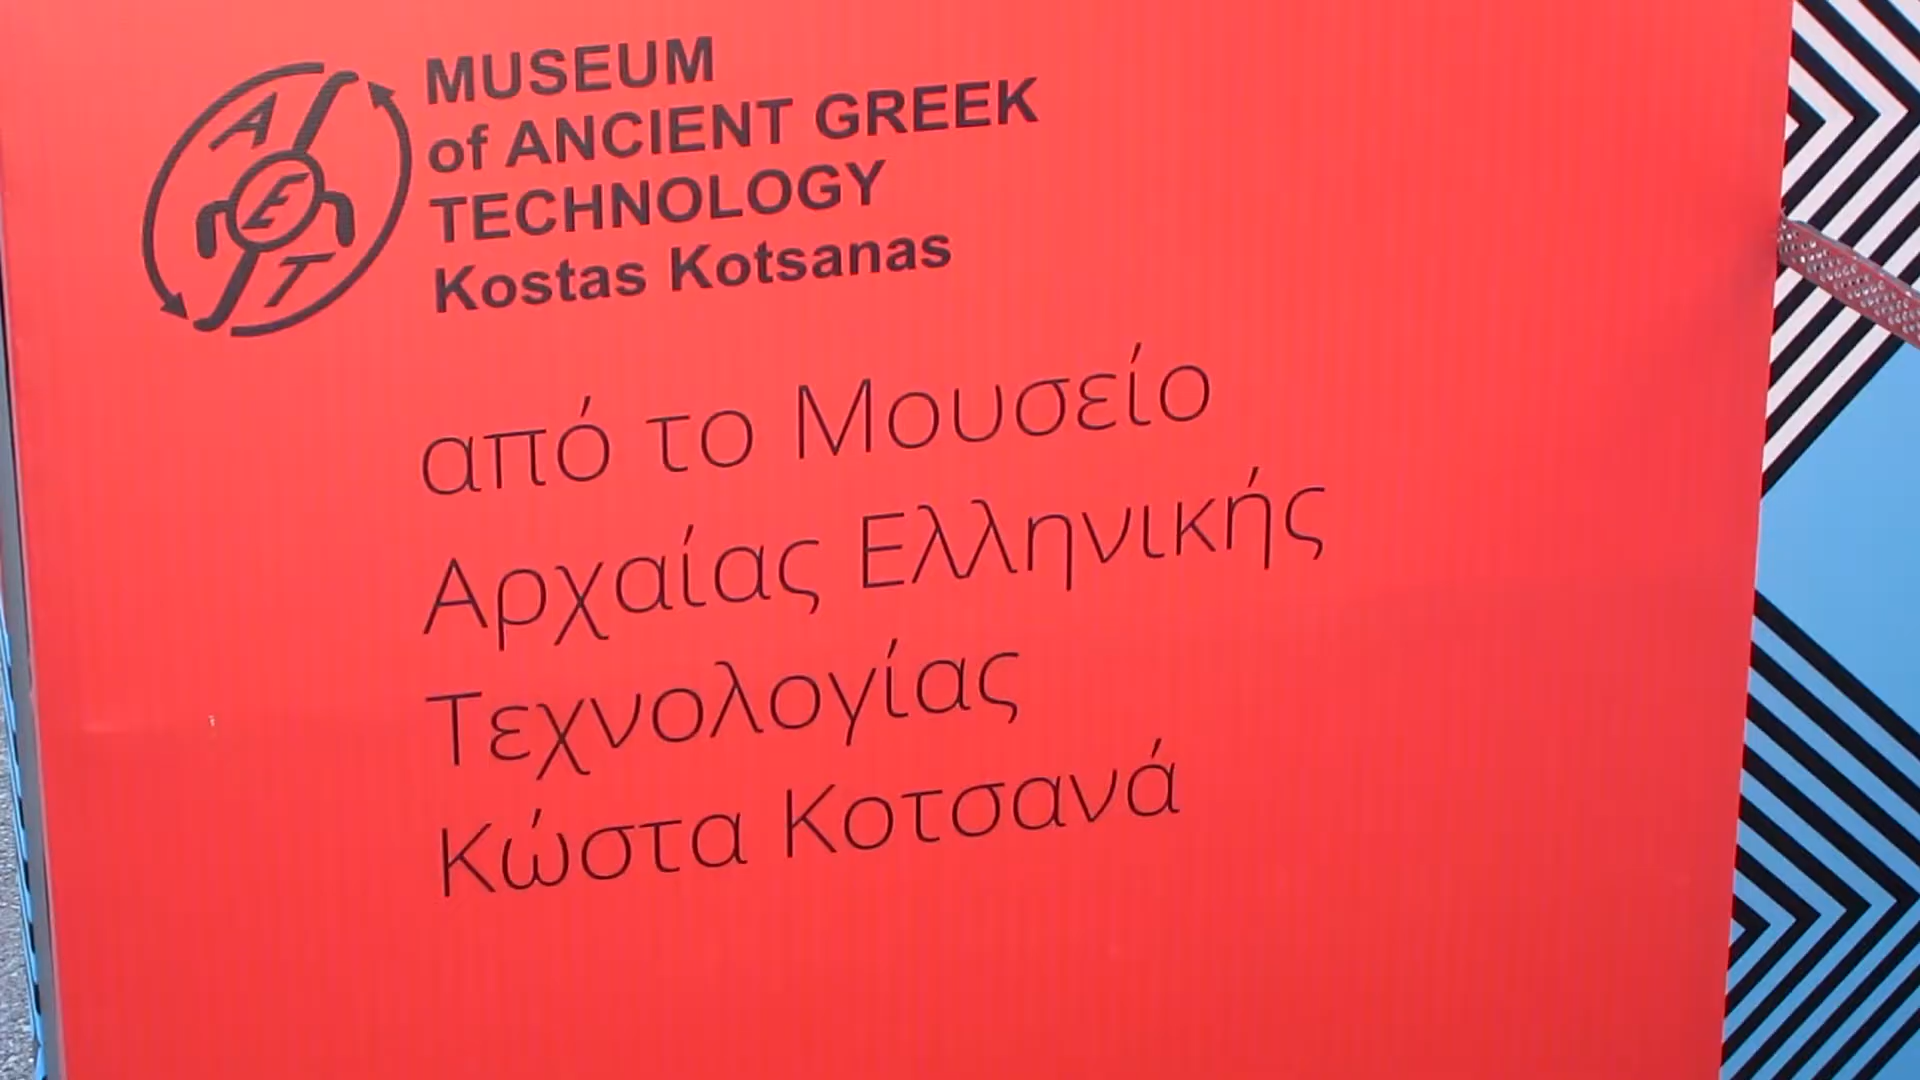 Α
Ε
Τ
MUSEUM
of ANCIENT GREEK
TECHNOLOGY
Kostas Kotsanas
από το Μουσείο
Αρχαίας Ελληνικής
Τεχνολογίας
Κώστα Κοτσανά